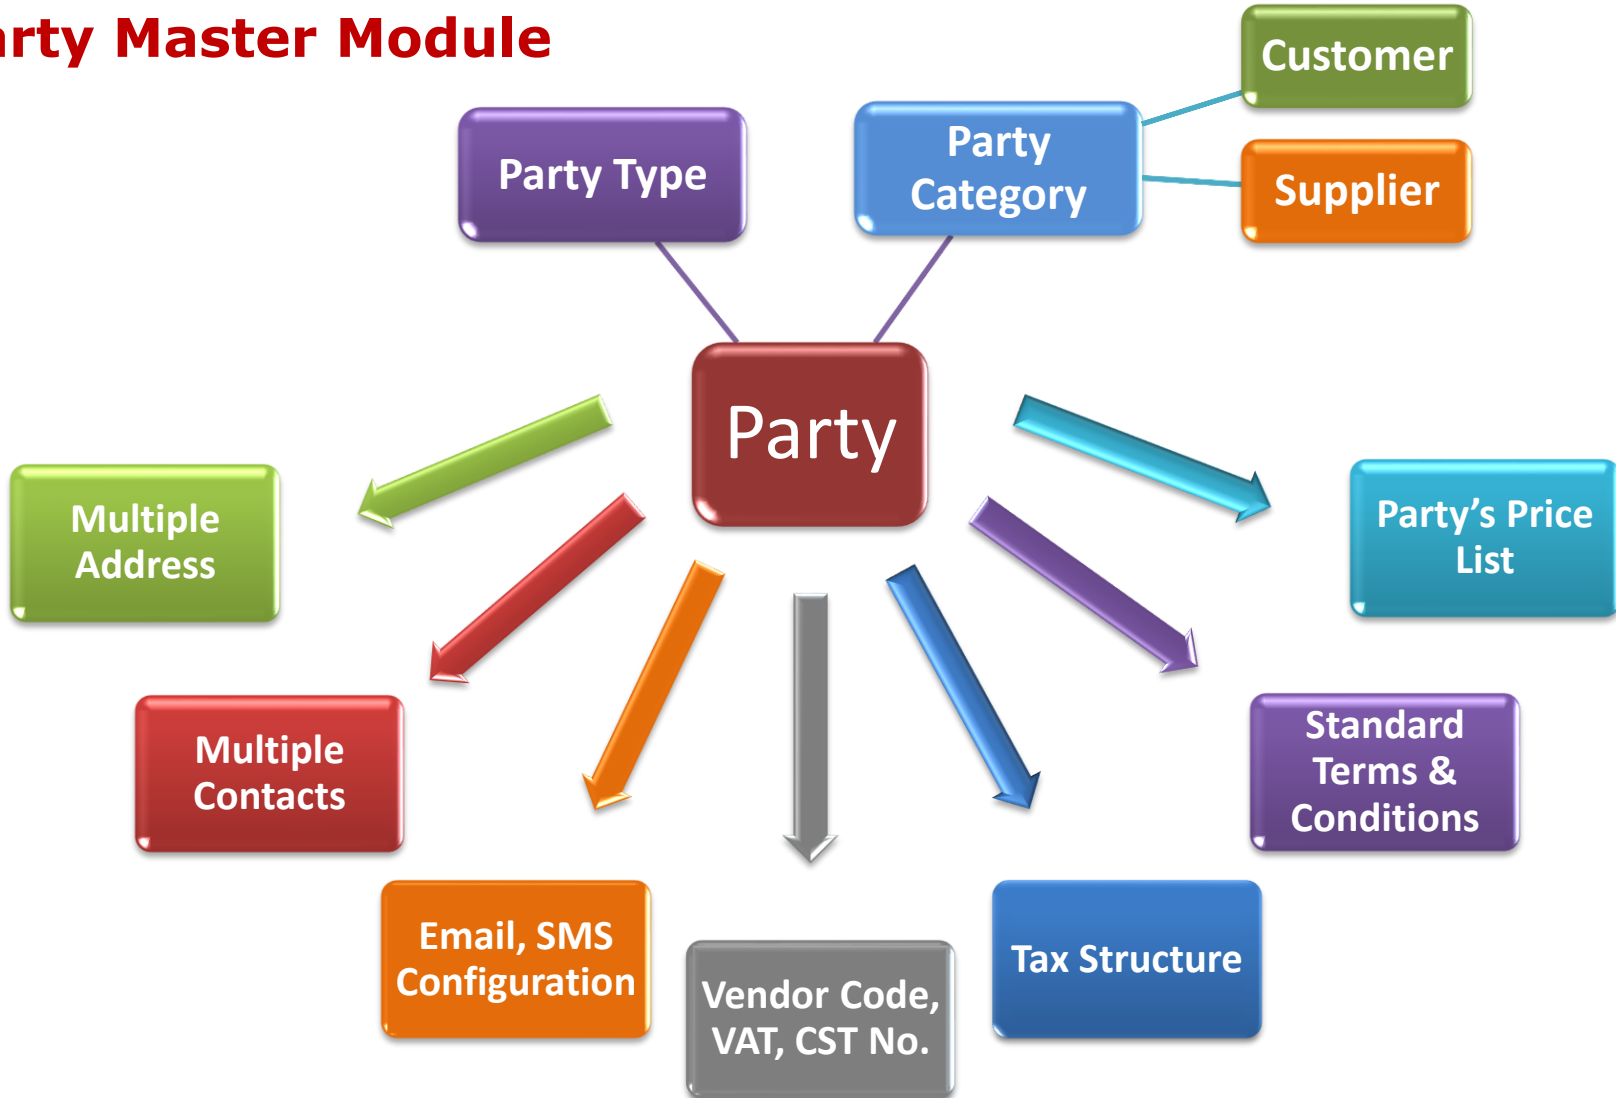 arty Master Module
Customer
Party Type
Party
Category
Supplier
Party
Multiple
Address
Party’s Price
List
Multiple
Contacts
Standard
Terms &
Conditions
Email, SMS
Configuration
Vendor Code,
VAT, CST No.
Tax Structure